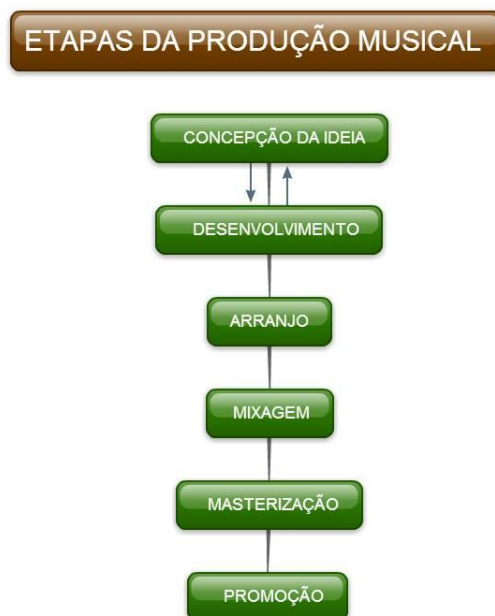 ETAPAS DA PRODUÇÃO MUSICAL
CONCEPÇÃO DA IDEIA
DESENVOLVIMENTO
ARRANJO
MIXAGEM
MASTERIZAÇÃO
PROMOÇÃO